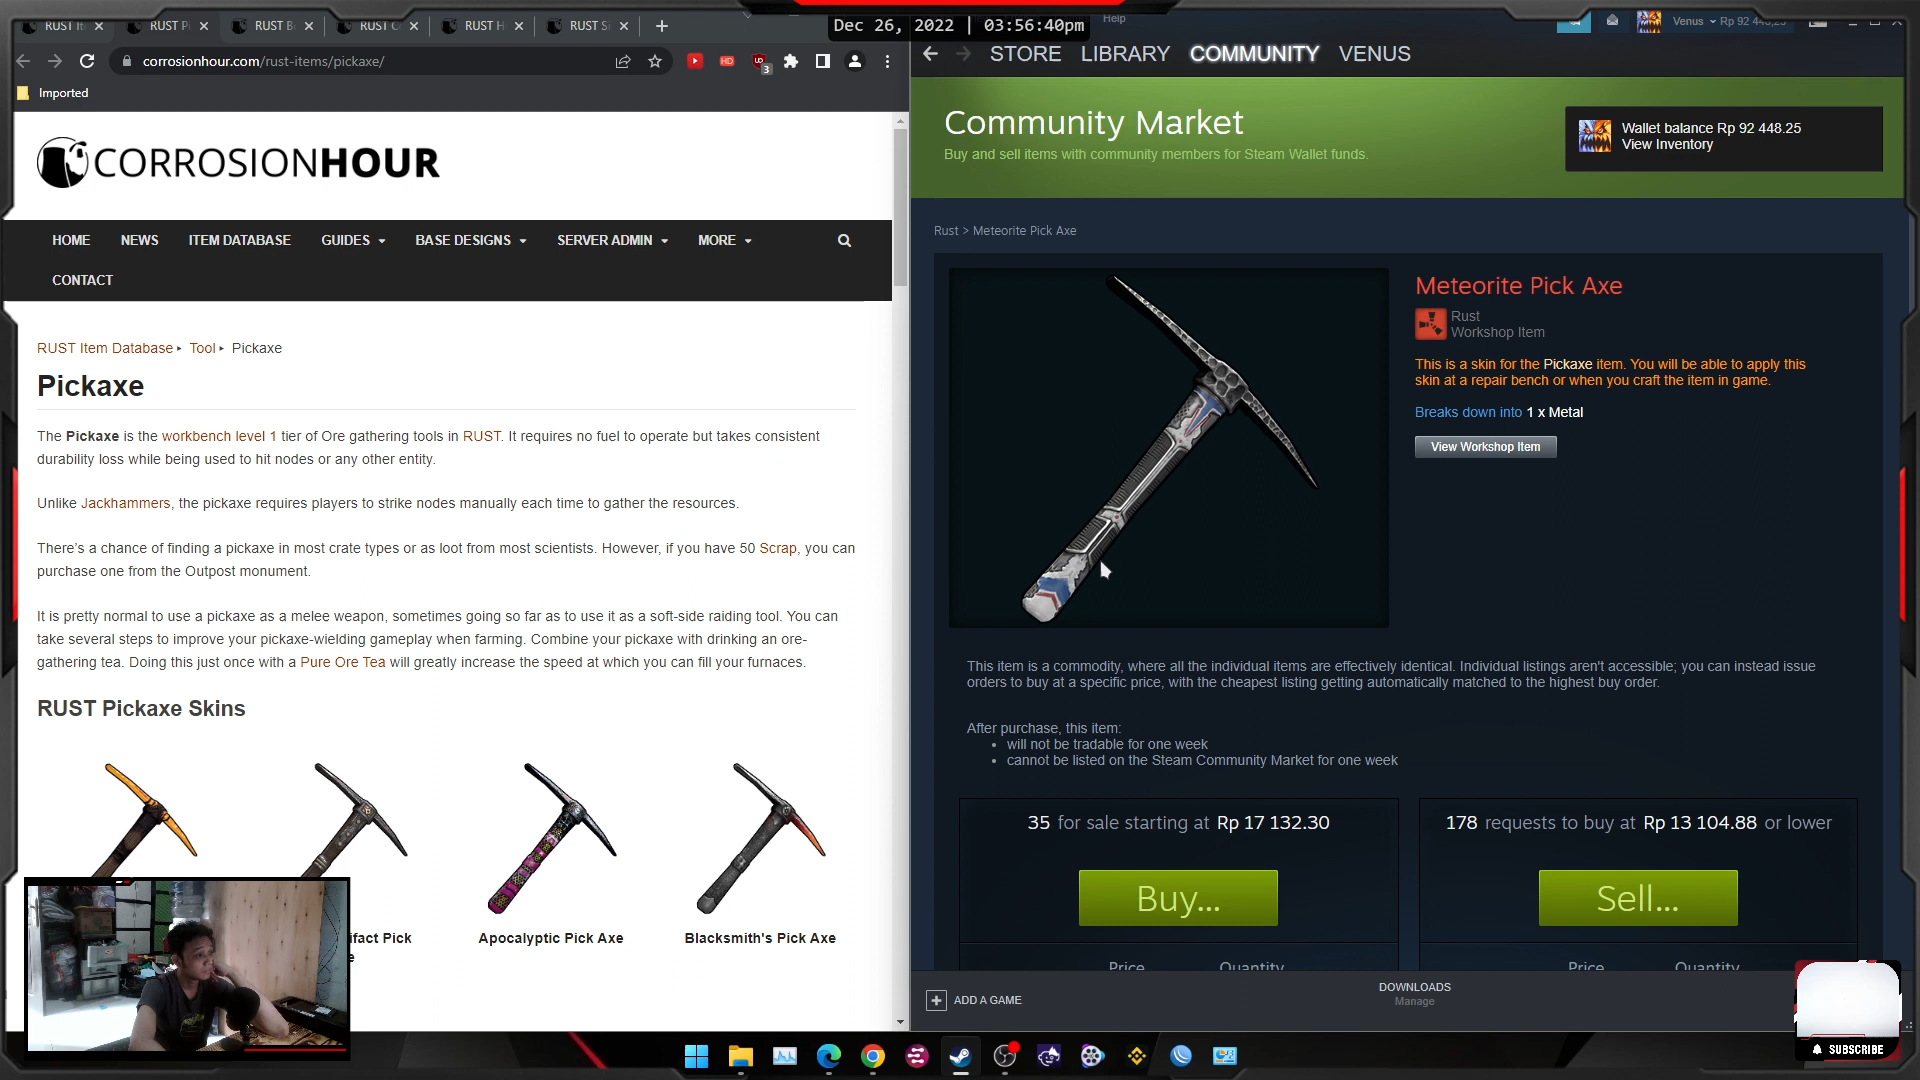 RUST It
RUST P
RUST B
RUST C
RUST H
RUST S
Dec 26, 2022 | 03:56:40pm
corrosionhour.com/rust-items/pickaxe/
HD
3
Imported
CORROSIONHOUR
HOME
NEWS
ITEM DATABASE
GUIDES
BASE DESIGNS
SERVER ADMIN
MORE
CONTACT
RUST Item Database ▸ Tool ▸ Pickaxe
Pickaxe
The Pickaxe is the workbench level 1 tier of Ore gathering tools in RUST. It requires no fuel to operate but takes consistent
durability loss while being used to hit nodes or any other entity.
Unlike Jackhammers, the pickaxe requires players to strike nodes manually each time to gather the resources.
There's a chance of finding a pickaxe in most crate types or as loot from most scientists. However, if you have 50 Scrap, you can
purchase one from the Outpost monument.
It is pretty normal to use a pickaxe as a melee weapon, sometimes going so far as to use it as a soft-side raiding tool. You can
take several steps to improve your pickaxe-wielding gameplay when farming. Combine your pickaxe with drinking an ore-
gathering tea. Doing this just once with a Pure Ore Tea will greatly increase the speed at which you can fill your furnaces.
RUST Pickaxe Skins
ifact Pick
e
Apocalyptic Pick Axe
Blacksmith's Pick Axe
Help
Venus
Rp 92 448,25
STORE
LIBRARY
COMMUNITY
VENUS
Community Market
Buy and sell items with community members for Steam Wallet funds.
Wallet balance Rp 92 448.25
View Inventory
Rust > Meteorite Pick Axe
Meteorite Pick Axe
Rust
Workshop Item
This is a skin for the Pickaxe item. You will be able to apply this
skin at a repair bench or when you craft the item in game.
Breaks down into 1 x Metal
View Workshop Item
This item is a commodity, where all the individual items are effectively identical. Individual listings aren't accessible; you can instead issue
orders to buy at a specific price, with the cheapest listing getting automatically matched to the highest buy order.
After purchase, this item:
• will not be tradable for one week
• cannot be listed on the Steam Community Market for one week
35 for sale starting at Rp 17 132.30
Buy...
Price
Quantity
178 requests to buy at Rp 13 104.88 or lower
Sell...
Price
Quantity
ADD A GAME
DOWNLOADS
Manage
SUBSCRIBE